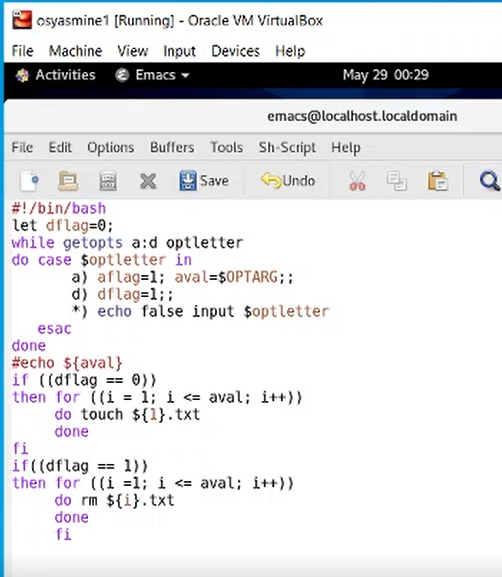 osyasmine1 [Running] - Oracle VM VirtualBox
File Machine View Input Devices Help
Activities Emacs May 29 00:29
emacs@localhost.localdomain
File Edit Options Buffers Tools Sh-Script Help
Save Undo
#!/bin/bash
let dflag=0;
while getopts a:d optletter
do case $optletter in
a) aflag=1; aval=$OPTARG;;
d) dflag=1;;
*) echo false input $optletter
esac
done
#echo ${aval}
if ((dflag == 0))
then for ((i = 1; i <= aval; i++))
do touch ${1}.txt
done
fi
if((dflag == 1))
then for ((i =1; i <= aval; i++))
do rm ${i}.txt
done
fi